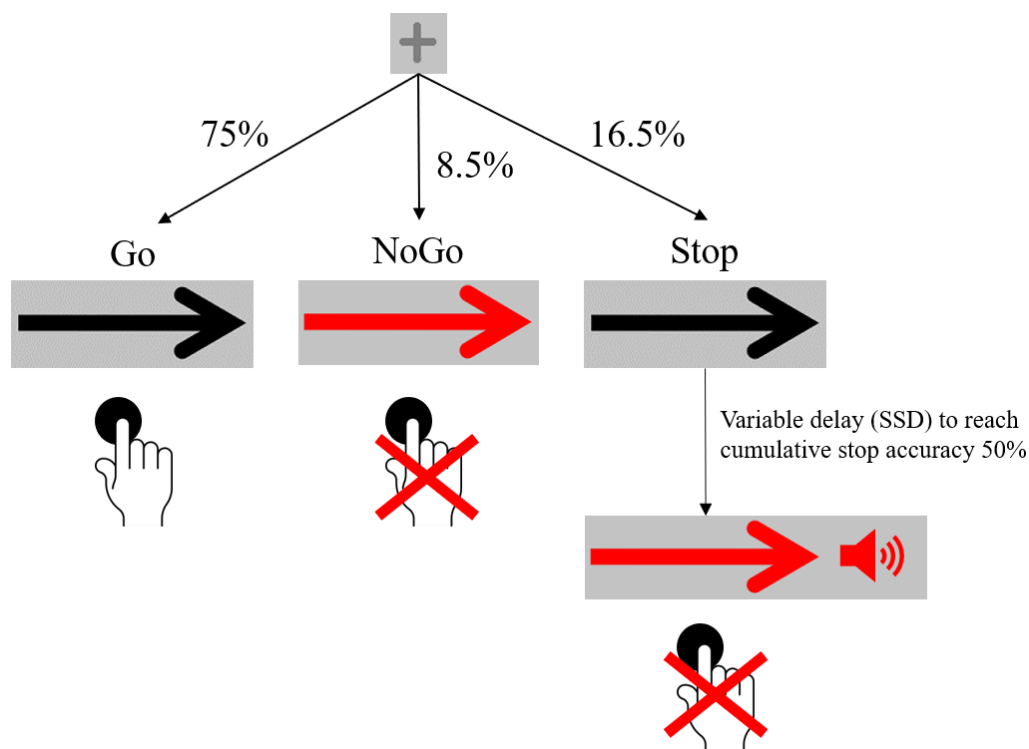 75%
8.5%
16.5%
Go
NoGo
Stop
Variable delay (SSD) to reach
cumulative stop accuracy 50%